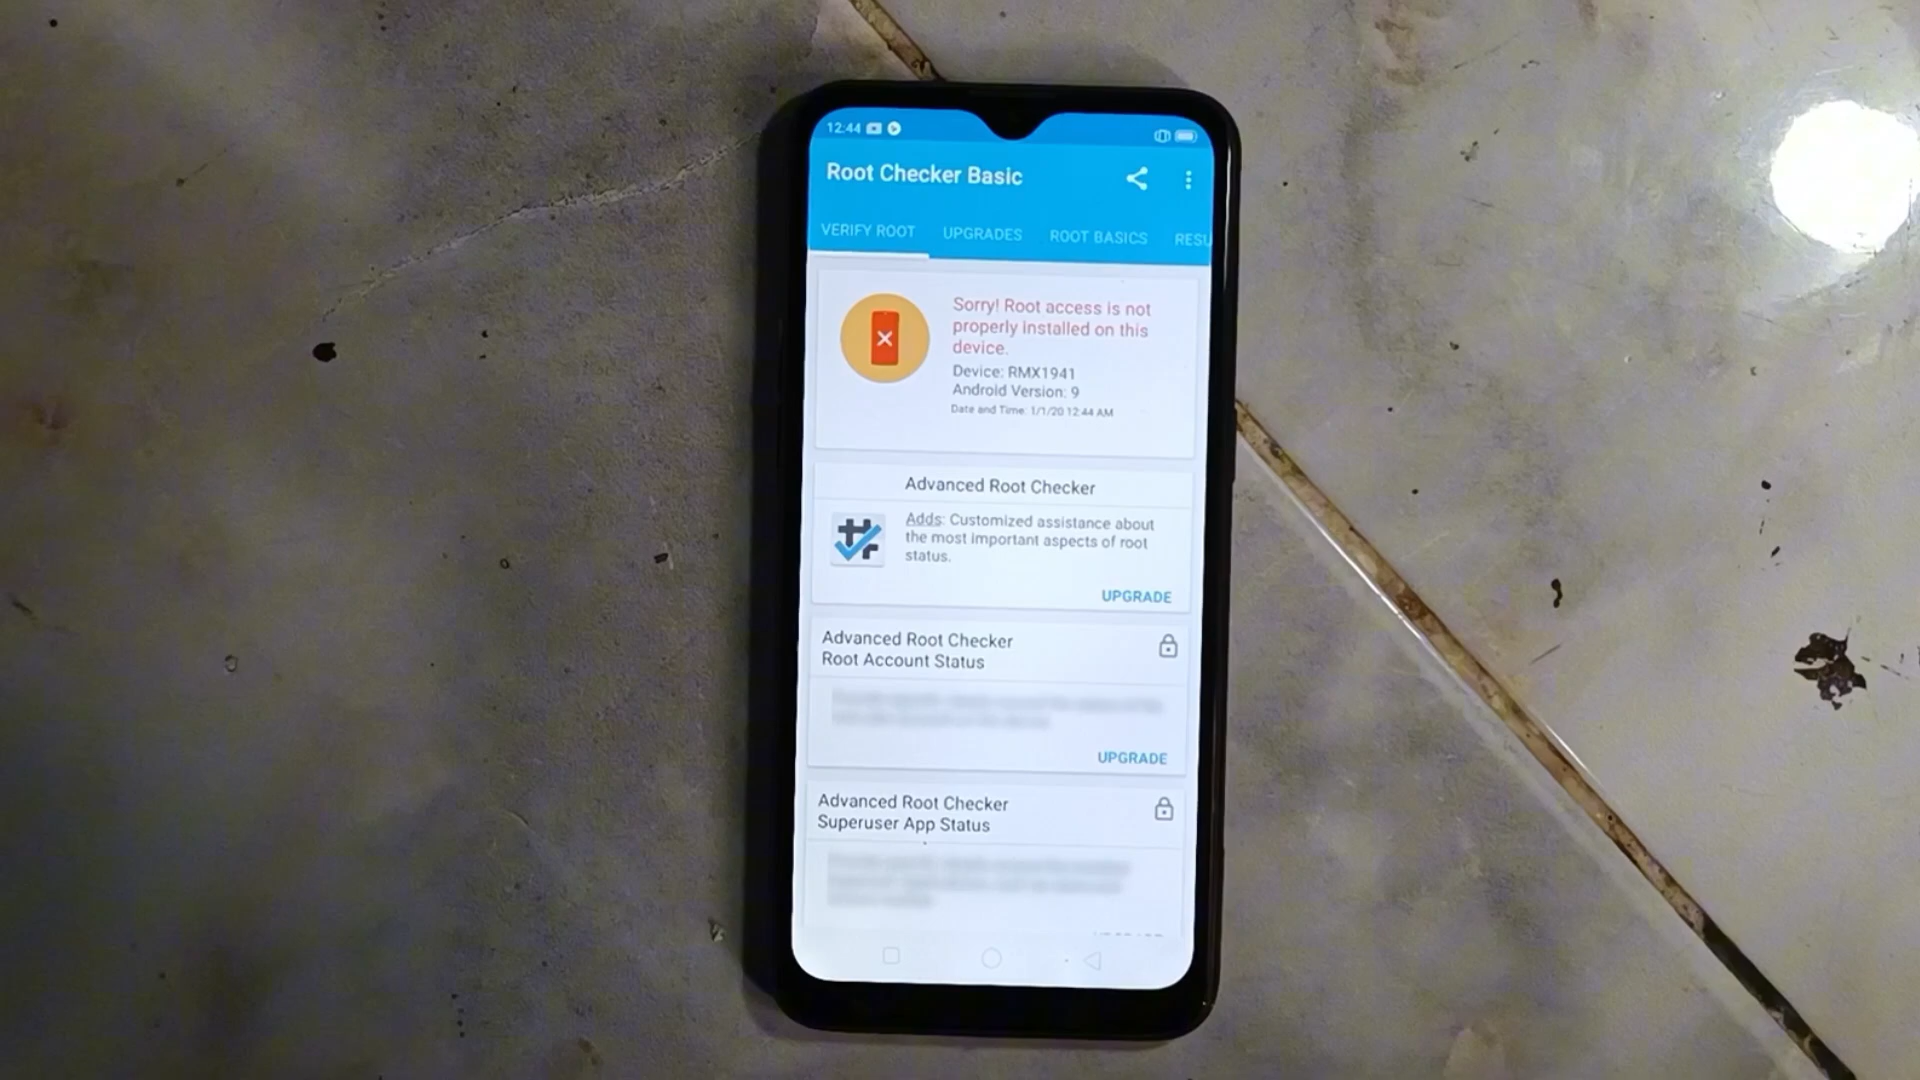 12:44
Root Checker Basic
VERIFY ROOT UPGRADES ROOT BASICS RESU
Sorry! Root access is not
properly installed on this
device.
Device: RMX1941
Android Version: 9
Date and Time: 1/1/20 12:44 AM
Advanced Root Checker
Adds: Customized assistance about
the most important aspects of root
status.
UPGRADE
Advanced Root Checker
Root Account Status
UPGRADE
Advanced Root Checker
Superuser App Status